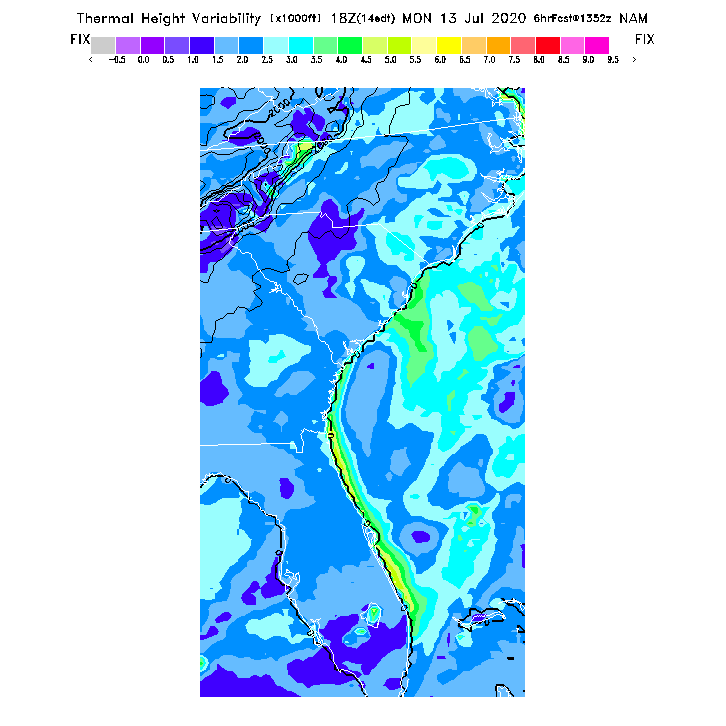 Thermal Height Variability [x1000ft] 18Z(14edt) MON 13 Jul 2020 6hrFcst@1352z NAM
FIX FIX
< -0.5 0.0 0.5 1.0 1.5 2.0 2.5 3.0 3.5 4.0 4.5 5.0 5.5 6.0 6.5 7.0 7.5 8.0 8.5 9.0 9.5 >
2000